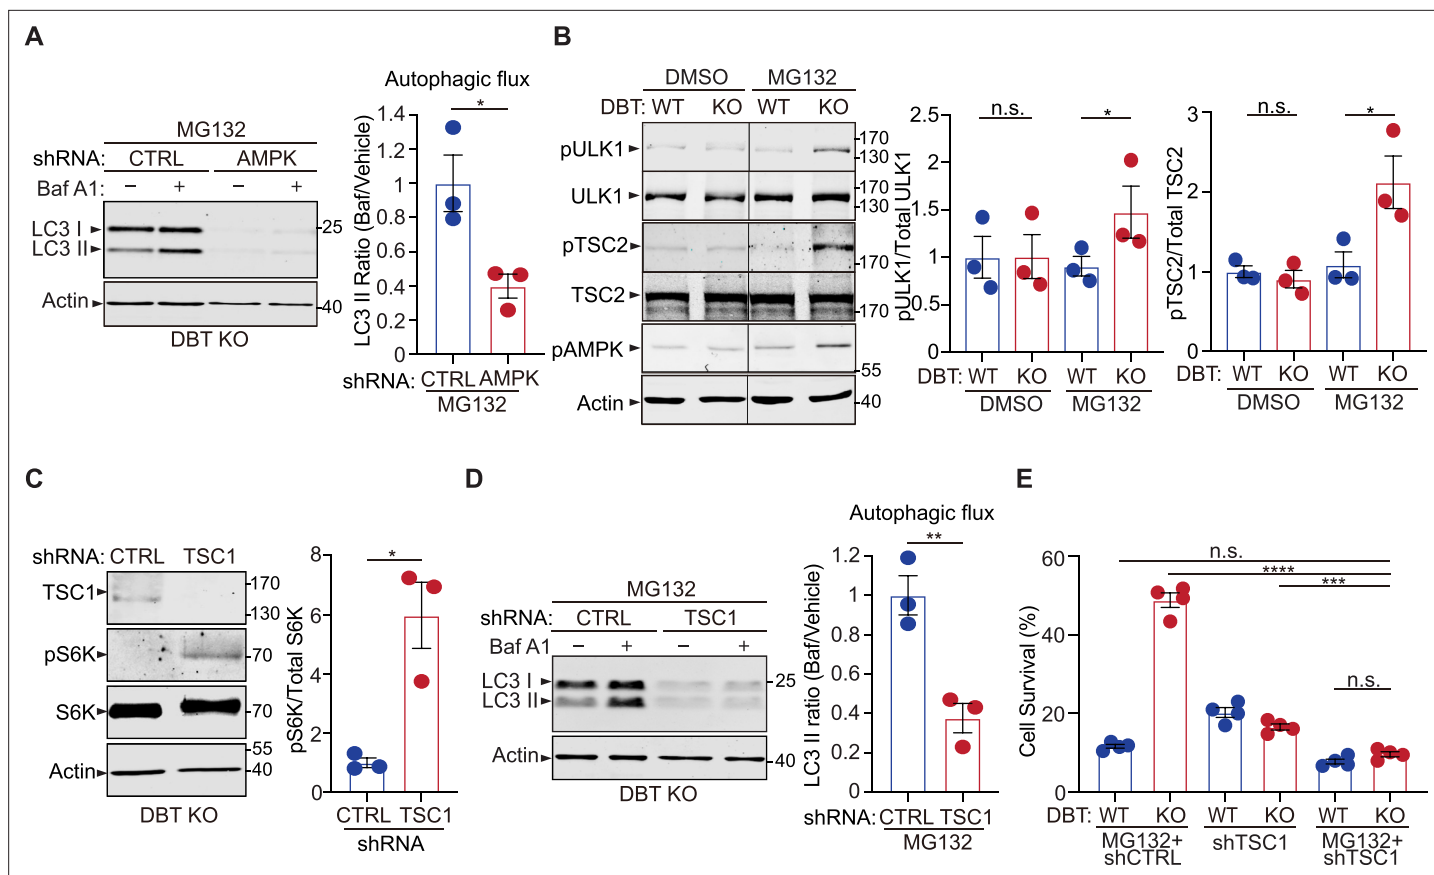 A
MG132
shRNA: CTRL AMPK
Baf A1: − + − +
LC3 I
LC3 II
25
Actin
40
DBT KO
Autophagic flux
*
LC3 II Ratio (Baf/Vehicle)
1.4
1.2
1
0.8
0.6
0.4
0.2
0
shRNA: CTRL AMPK
MG132
B
DMSO MG132
DBT: WT KO WT KO
pULK1
170
130
ULK1
170
130
pTSC2
170
TSC2
170
pAMPK
55
Actin
40
pULK1/Total ULK1
2.5
2
1.5
1
0.5
0
n.s. *
DBT: WT KO WT KO
DMSO MG132
pTSC2/Total TSC2
3
2
1
0
n.s. *
DBT: WT KO WT KO
DMSO MG132
C
shRNA: CTRL TSC1
TSC1
170
130
pS6K
70
S6K
70
55
Actin
40
DBT KO
pS6K/Total S6K
8
6
4
2
0
*
CTRL TSC1
shRNA
D
MG132
shRNA: CTRL TSC1
Baf A1 − + − +
LC3 I
LC3 II
25
Actin
40
DBT KO
Autophagic flux
**
LC3 II ratio (Baf/Vehicle)
1.2
1
0.8
0.6
0.4
0.2
0
shRNA: CTRL TSC1
MG132
E
Cell Survival (%)
60
40
20
0
n.s.
****
***
n.s.
DBT: WT KO WT KO WT KO
MG132+ shTSC1 MG132+
shCTRL shTSC1